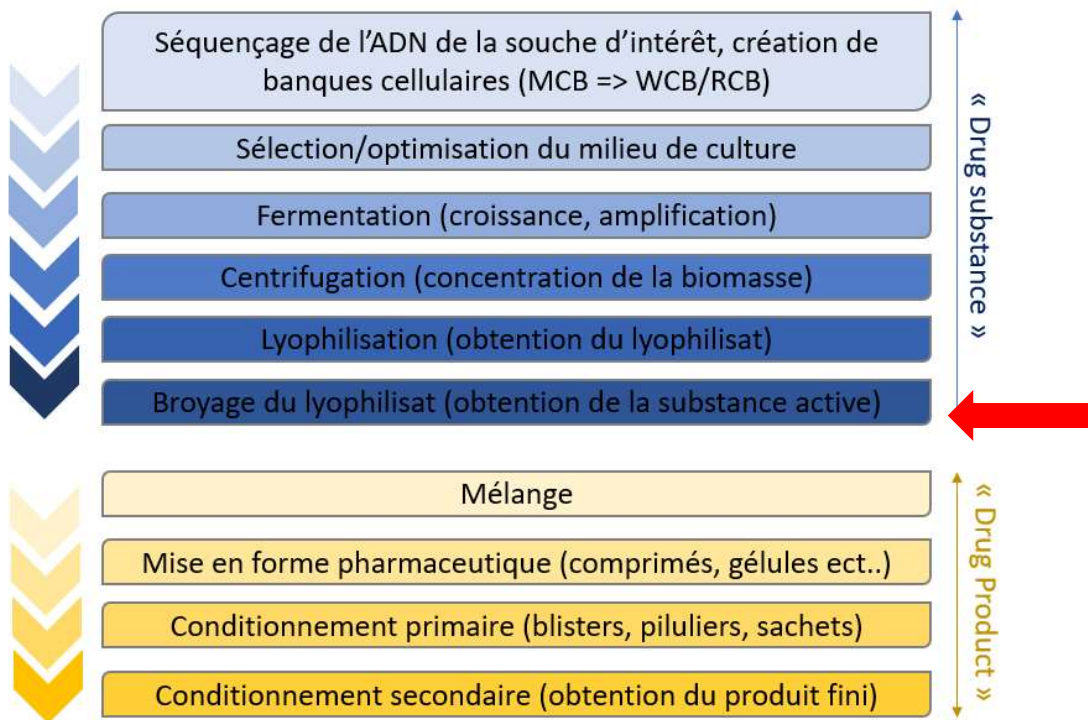 Séquençage de l’ADN de la souche d’intérêt, création de
banques cellulaires (MCB => WCB/RCB)
Sélection/optimisation du milieu de culture
Fermentation (croissance, amplification)
Centrifugation (concentration de la biomasse)
Lyophilisation (obtention du lyophilisat)
Broyage du lyophilisat (obtention de la substance active)
« Drug substance »
Mélange
Mise en forme pharmaceutique (comprimés, gélules ect..)
Conditionnement primaire (blisters, piluliers, sachets)
Conditionnement secondaire (obtention du produit fini)
« Drug Product »